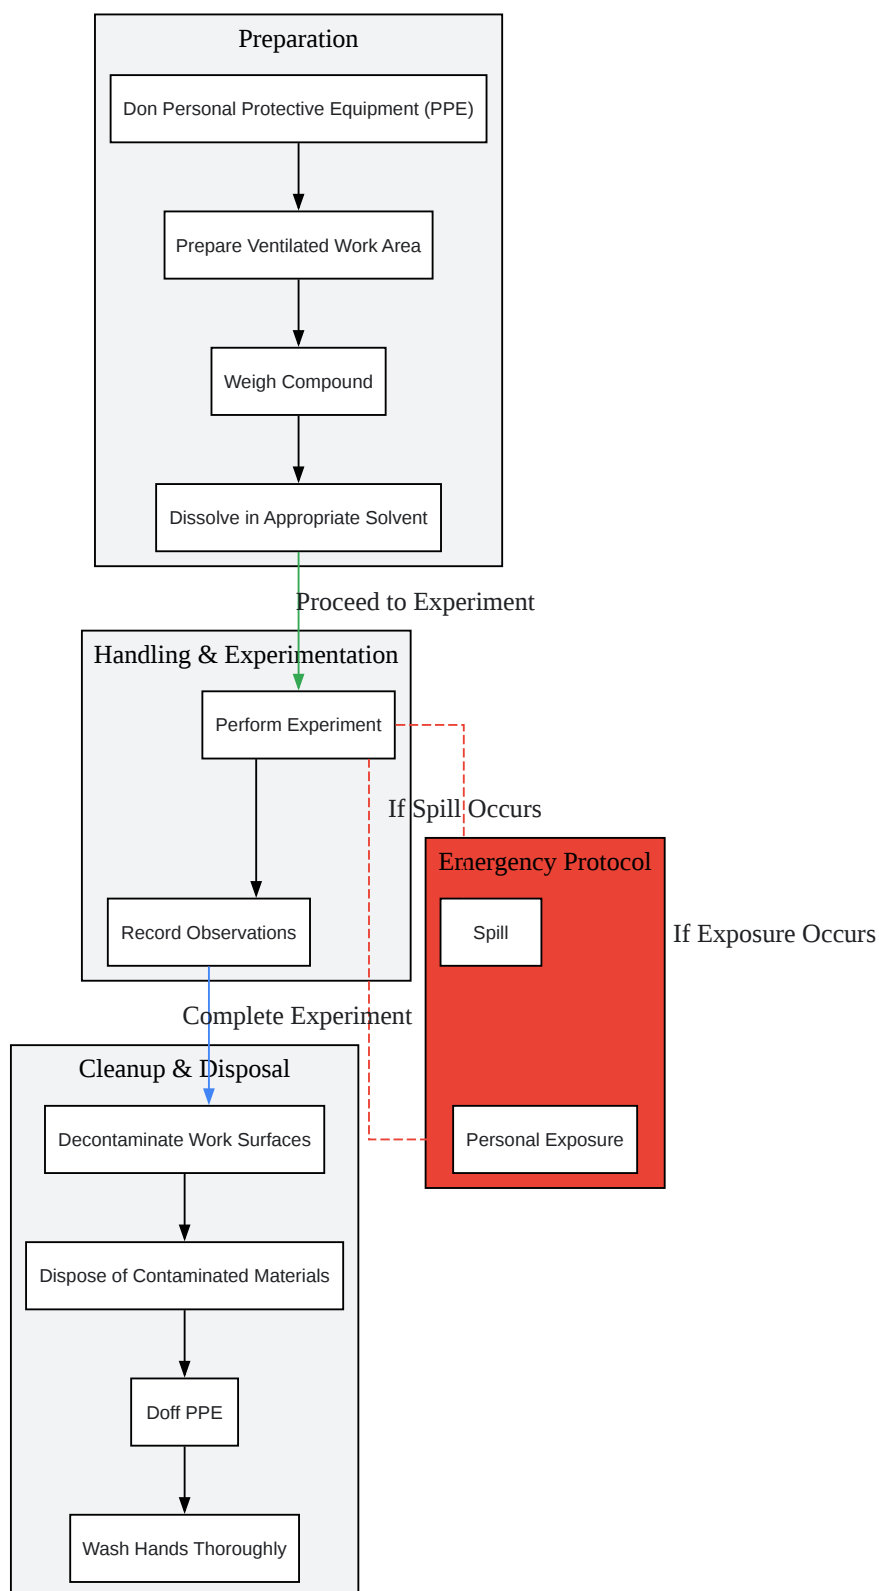 Preparation
Don Personal Protective Equipment (PPE)
Prepare Ventilated Work Area
Weigh Compound
Dissolve in Appropriate Solvent
Proceed to Experiment
Handling & Experimentation
Perform Experiment
If Spill Occurs
Emergency Protocol
Record Observations
Spill
If Exposure Occurs
Complete Experiment
Cleanup & Disposal
Decontaminate Work Surfaces
Personal Exposure
Dispose of Contaminated Materials
Doff PPE
Wash Hands Thoroughly